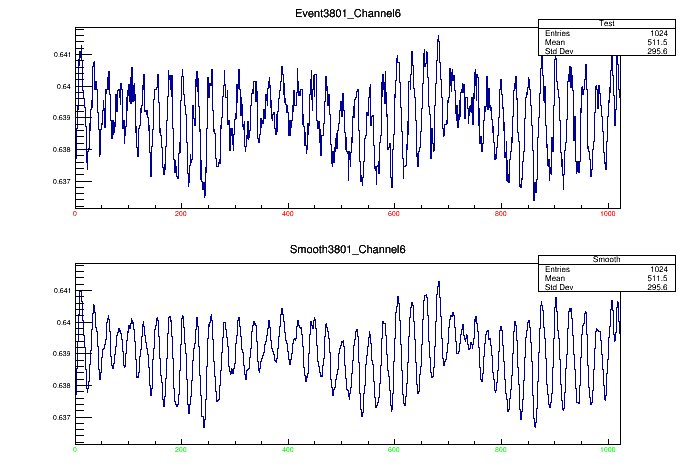 Event3801_Channel6
Test
Entries 1024
Mean 511.5
Std Dev 295.6
0.641
0.64
0.639
0.638
0.637
0 200 400 600 800 1000
Smooth3801_Channel6
Smooth
Entries 1024
Mean 511.5
Std Dev 295.6
0.641
0.64
0.639
0.638
0.637
0 200 400 600 800 1000